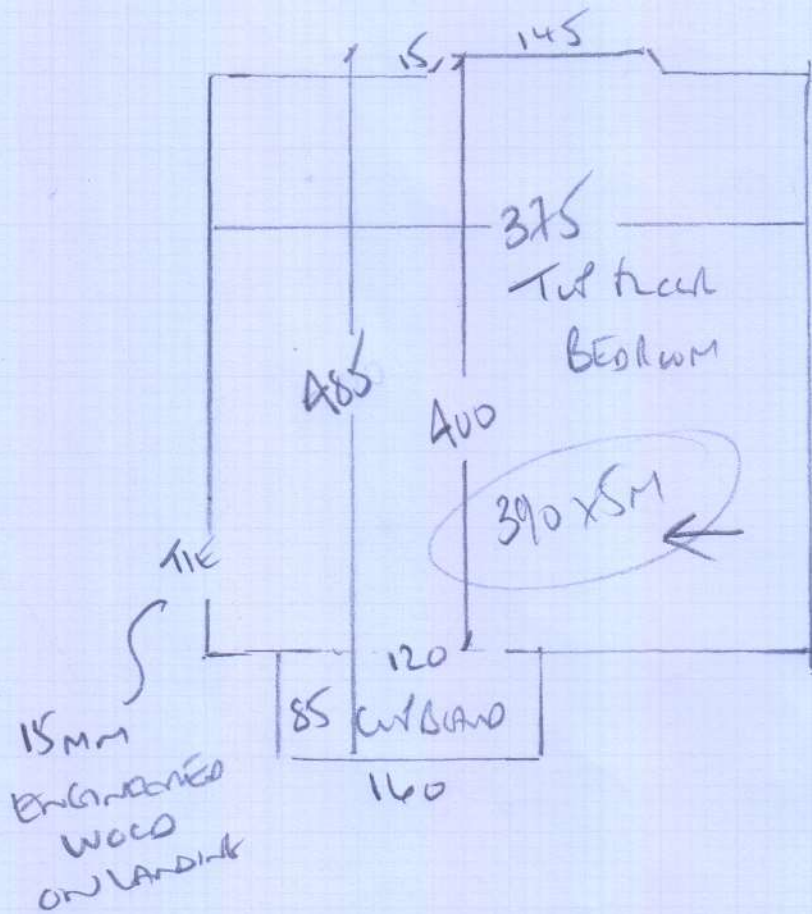 15
145
375
TOP FLOOR
BEDROOM
485
400
390 x 5M
120
85 CUPBOARD
160
15MM
ENGINEERED
WOOD
ON LANDING